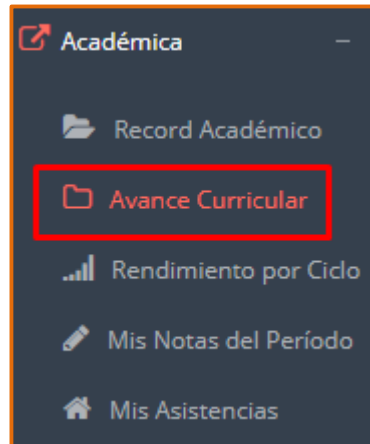 Académica
Record Académico
Avance Curricular
Rendimiento por Ciclo
Mis Notas del Período
Mis Asistencias